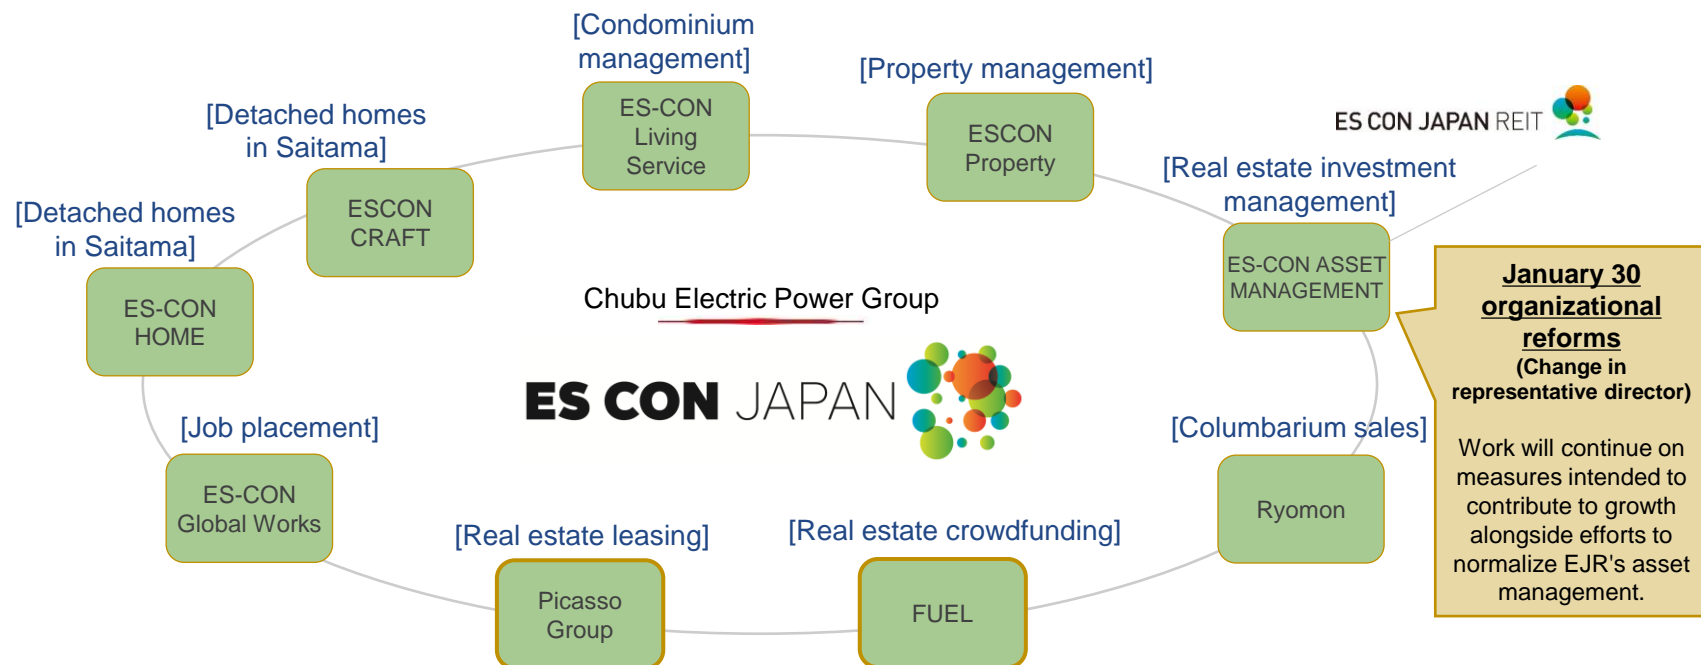 [Condominium
management]
ES-CON
Living
Service
[Property management]
ESCON
Property
ES CON JAPAN REIT
[Detached homes
in Saitama]
ESCON
CRAFT
[Real estate investment
management]
ES-CON ASSET
MANAGEMENT
[Detached homes
in Saitama]
ES-CON
HOME
Chubu Electric Power Group
ES CON JAPAN
January 30
organizational
reforms
(Change in
representative director)
Work will continue on
measures intended to
contribute to growth
alongside efforts to
normalize EJR's asset
management.
[Job placement]
ES-CON
Global Works
[Columbarium sales]
Ryomon
[Real estate leasing]
Picasso
Group
[Real estate crowdfunding]
FUEL